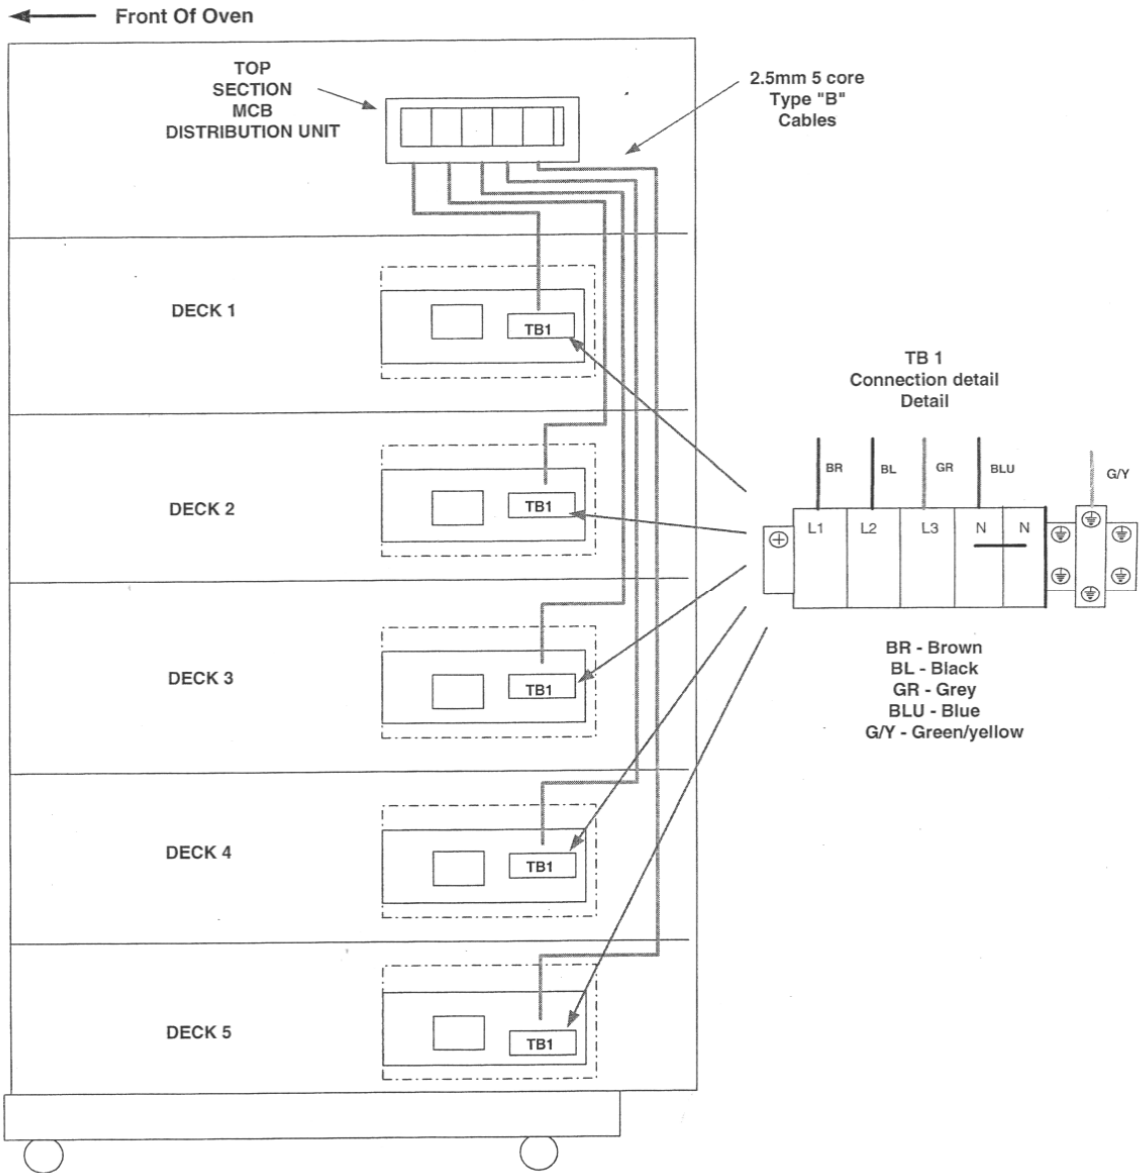 Front Of Oven
TOP
SECTION
MCB
DISTRIBUTION UNIT
2.5mm 5 core
Type "B"
Cables
DECK 1
TB1
DECK 2
TB1
DECK 3
TB1
DECK 4
TB1
DECK 5
TB1
TB 1
Connection detail
Detail
BR
BL
GR
BLU
G/Y
L1
L2
L3
N
N
BR - Brown
BL - Black
GR - Grey
BLU - Blue
G/Y - Green/yellow